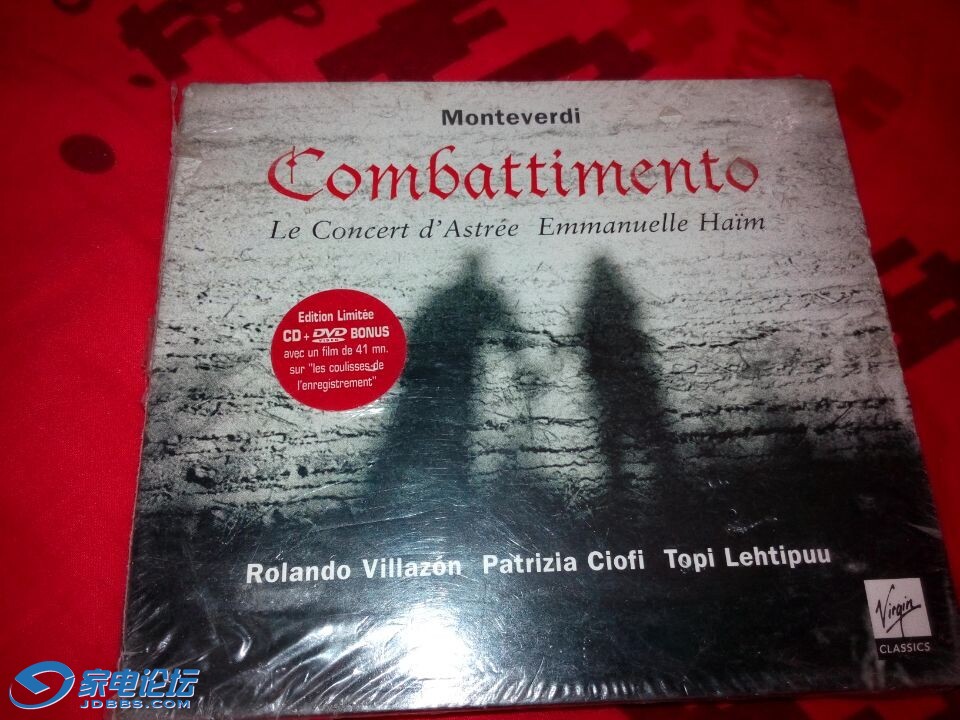 Monteverdi
Combattimento
Le Concert d'Astrée Emmanuelle Haïm
Edition Limitée
CD + DVD BONUS
VIDEO
avec un film de 41 mn.
sur "les coulisses de
l'enregistrement"
Rolando Villazón Patrizia Ciofi Topi Lehtipuu
Virgin
CLASSICS
家电论坛
JDBBS.COM